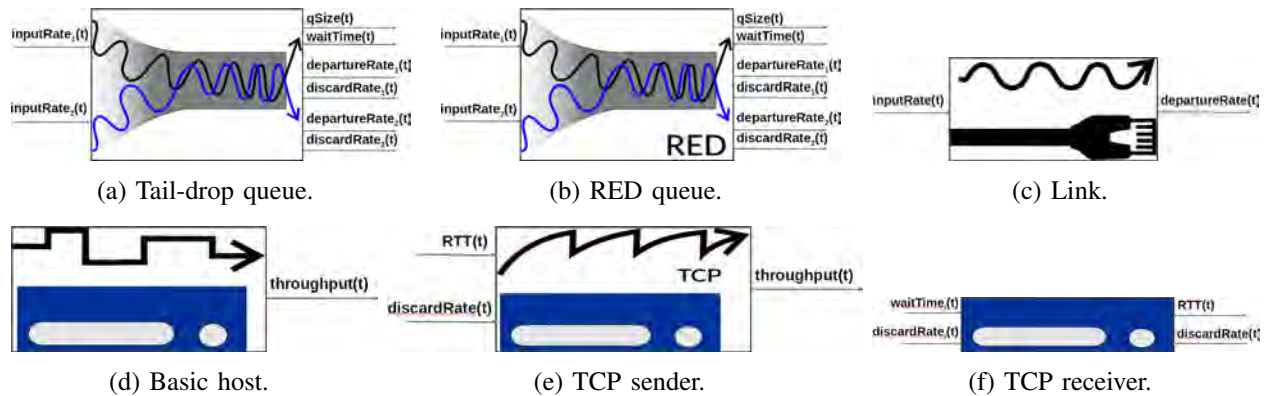 inputRate₁(t)
inputRate₂(t)
qSize(t)
waitTime(t)
departureRate₁(t)
discardRate₁(t)
departureRate₂(t)
discardRate₂(t)
(a) Tail-drop queue.
inputRate₁(t)
inputRate₂(t)
RED
qSize(t)
waitTime(t)
departureRate₁(t)
discardRate₁(t)
departureRate₂(t)
discardRate₂(t)
(b) RED queue.
inputRate(t)
departureRate(t)
(c) Link.
throughput(t)
(d) Basic host.
RTT(t)
discardRate(t)
TCP
throughput(t)
(e) TCP sender.
waitTimeᵢ(t)
discardRateᵢ(t)
RTT(t)
discardRate(t)
(f) TCP receiver.